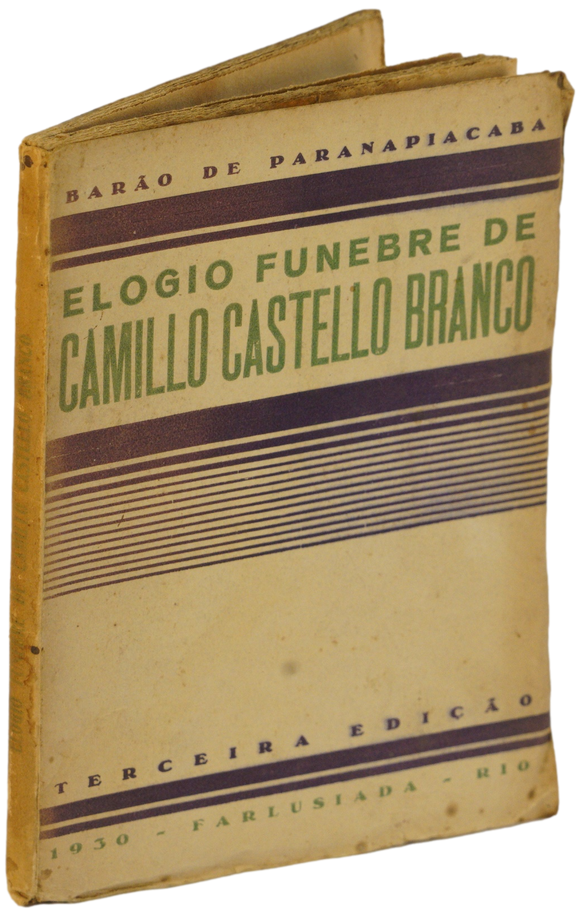 BARÃO DE PARANAPIACABA
ELOGIO FUNEBRE DE
CAMILLO CASTELLO BRANCO
TERCEIRA EDIÇÃO
1930 - FARLUSIADA - RIO